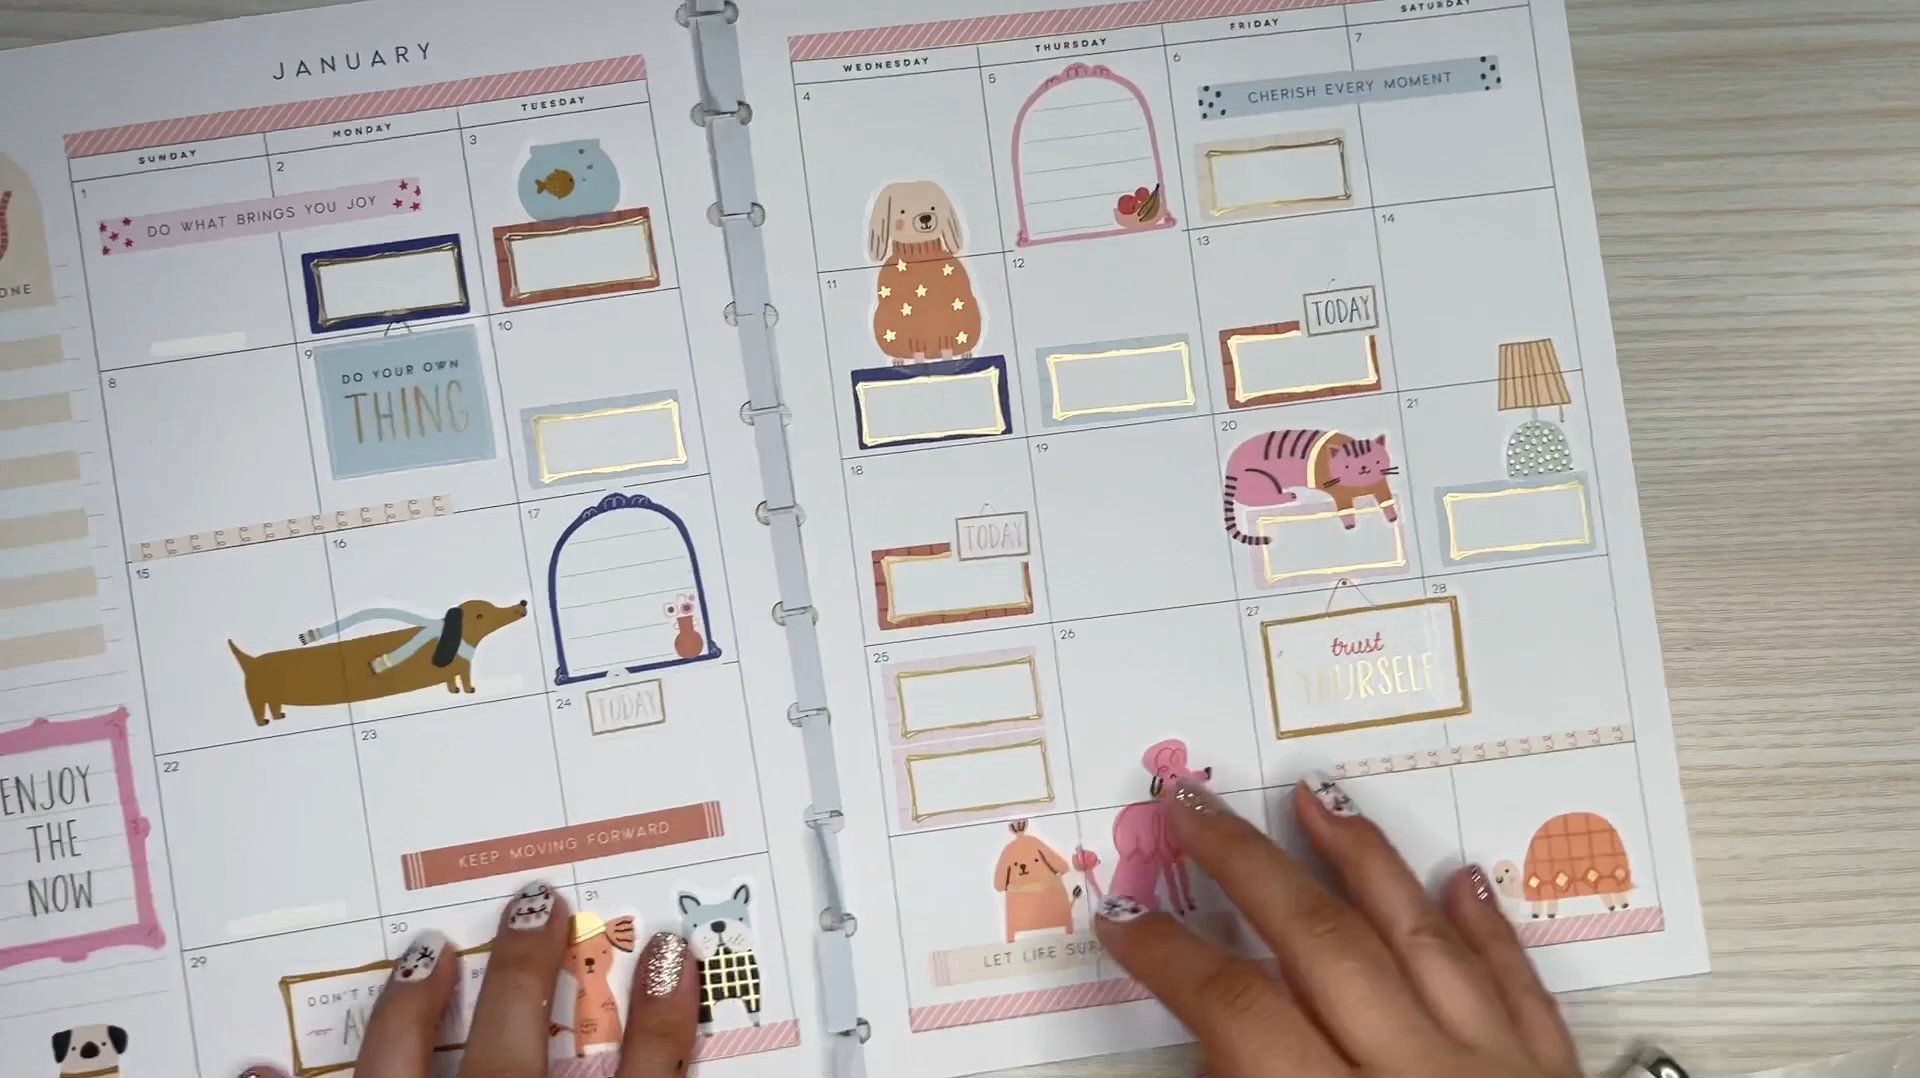 JANUARY
SUNDAY MONDAY TUESDAY
WEDNESDAY THURSDAY FRIDAY SATURDAY
1 2 3
DO WHAT BRINGS YOU JOY
4 5 6 7
CHERISH EVERY MOMENT
8 9 10
DO YOUR OWN
THING
11 12 13 14
TODAY
15 16 17
18 19 20 21
TODAY
22 23 24
TODAY
KEEP MOVING FORWARD
25 26 27 28
trust
YOURSELF
29 30 31
DON'T
LET LIFE
ONE
ENJOY
THE
NOW